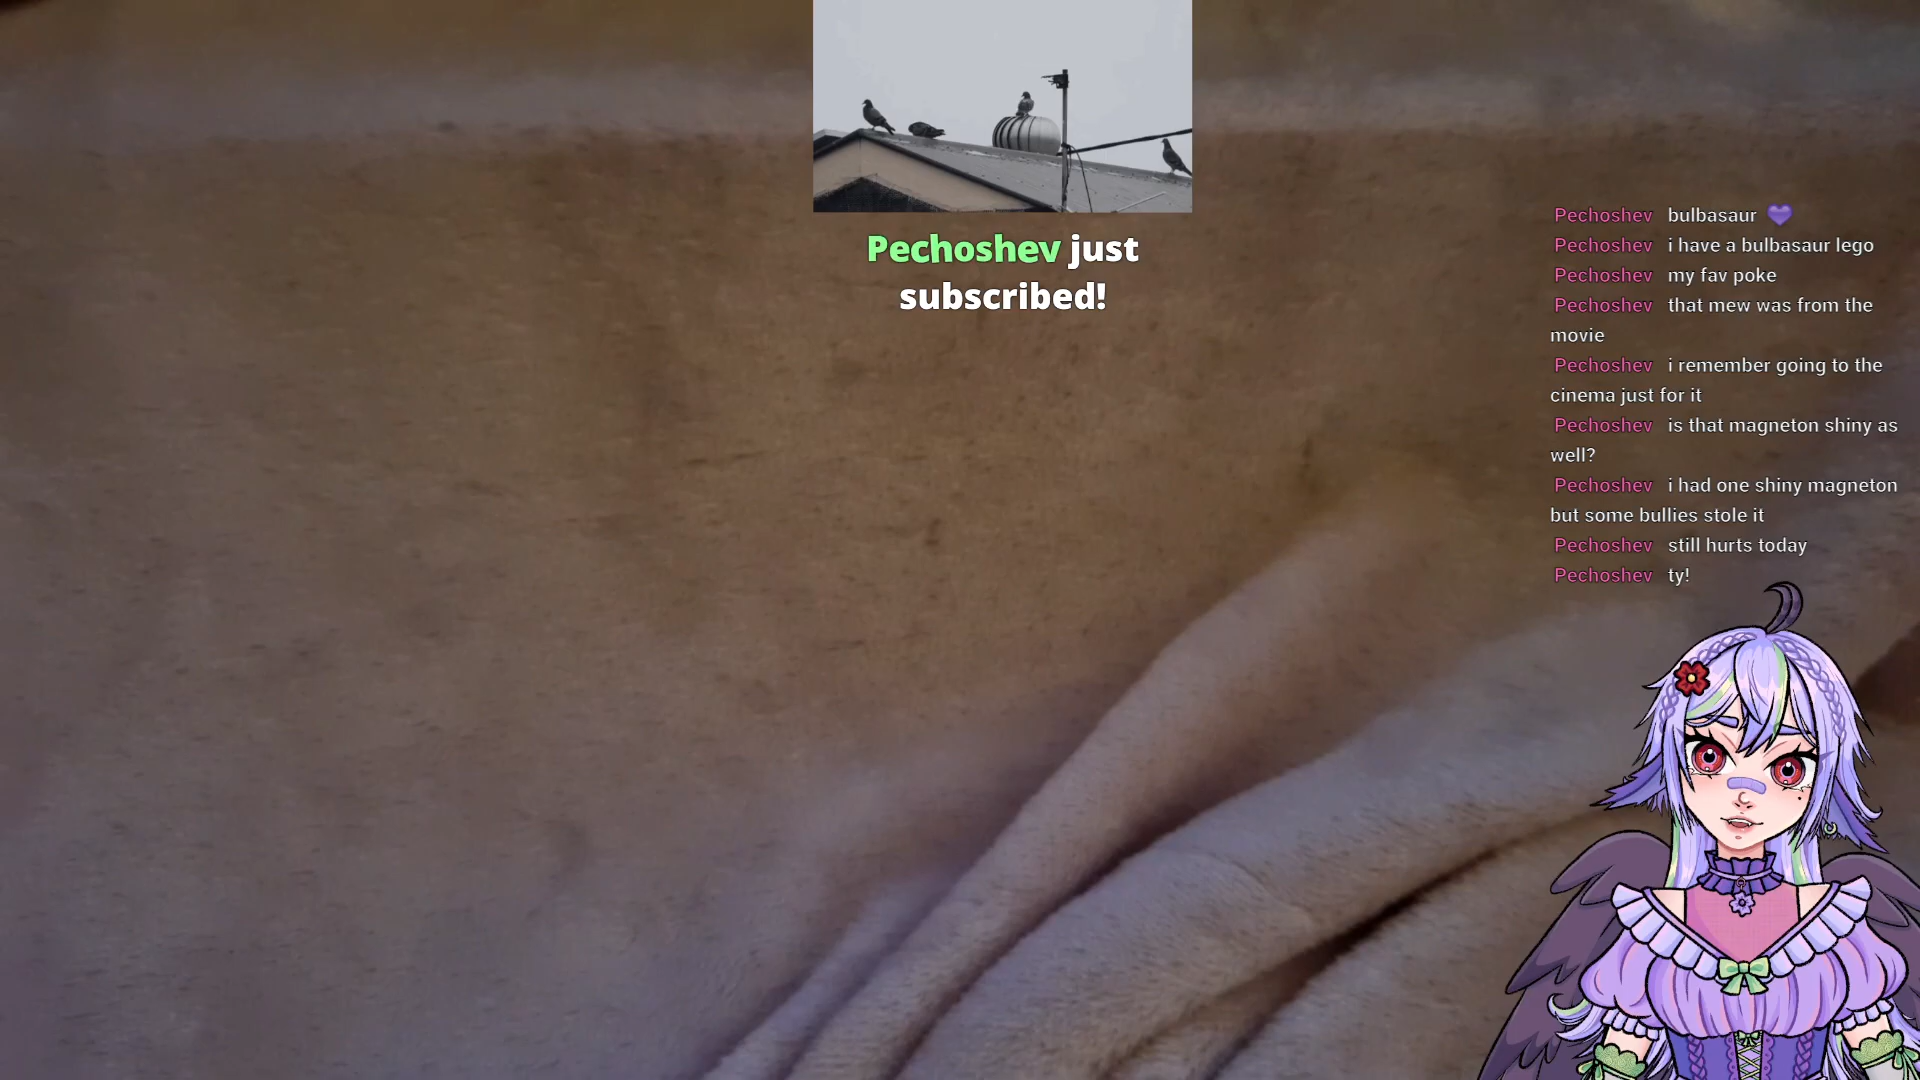 Pechoshev just
subscribed!
Pechoshev bulbasaur 💜
Pechoshev i have a bulbasaur lego
Pechoshev my fav poke
Pechoshev that mew was from the
movie
Pechoshev i remember going to the
cinema just for it
Pechoshev is that magneton shiny as
well?
Pechoshev i had one shiny magneton
but some bullies stole it
Pechoshev still hurts today
Pechoshev ty!